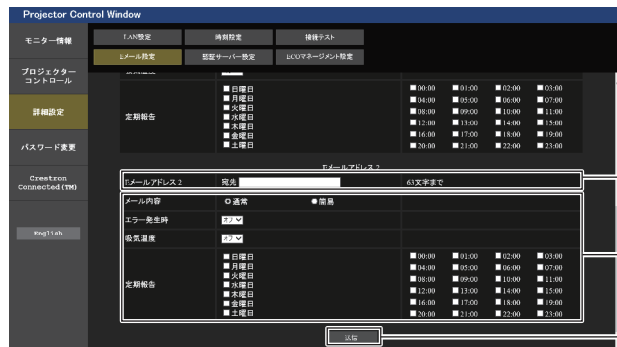 Projector Control Window
モニター情報
プロジェクター
コントロール
詳細設定
パスワード変更
Crestron
Connected(TM)
English
LAN設定 時刻設定 接続テスト
Eメール設定 認証サーバー設定 ECOマネージメント設定
定期報告
日曜日
月曜日
火曜日
水曜日
木曜日
金曜日
土曜日
00:00 01:00 02:00 03:00
04:00 05:00 06:00 07:00
08:00 09:00 10:00 11:00
12:00 13:00 14:00 15:00
16:00 17:00 18:00 19:00
20:00 21:00 22:00 23:00
Eメールアドレス 2
Eメールアドレス 2 宛先 63文字まで
メール内容 通常 簡易
エラー発生時 オフ
吸気温度 オフ
定期報告
日曜日
月曜日
火曜日
水曜日
木曜日
金曜日
土曜日
00:00 01:00 02:00 03:00
04:00 05:00 06:00 07:00
08:00 09:00 10:00 11:00
12:00 13:00 14:00 15:00
16:00 17:00 18:00 19:00
20:00 21:00 22:00 23:00
送信